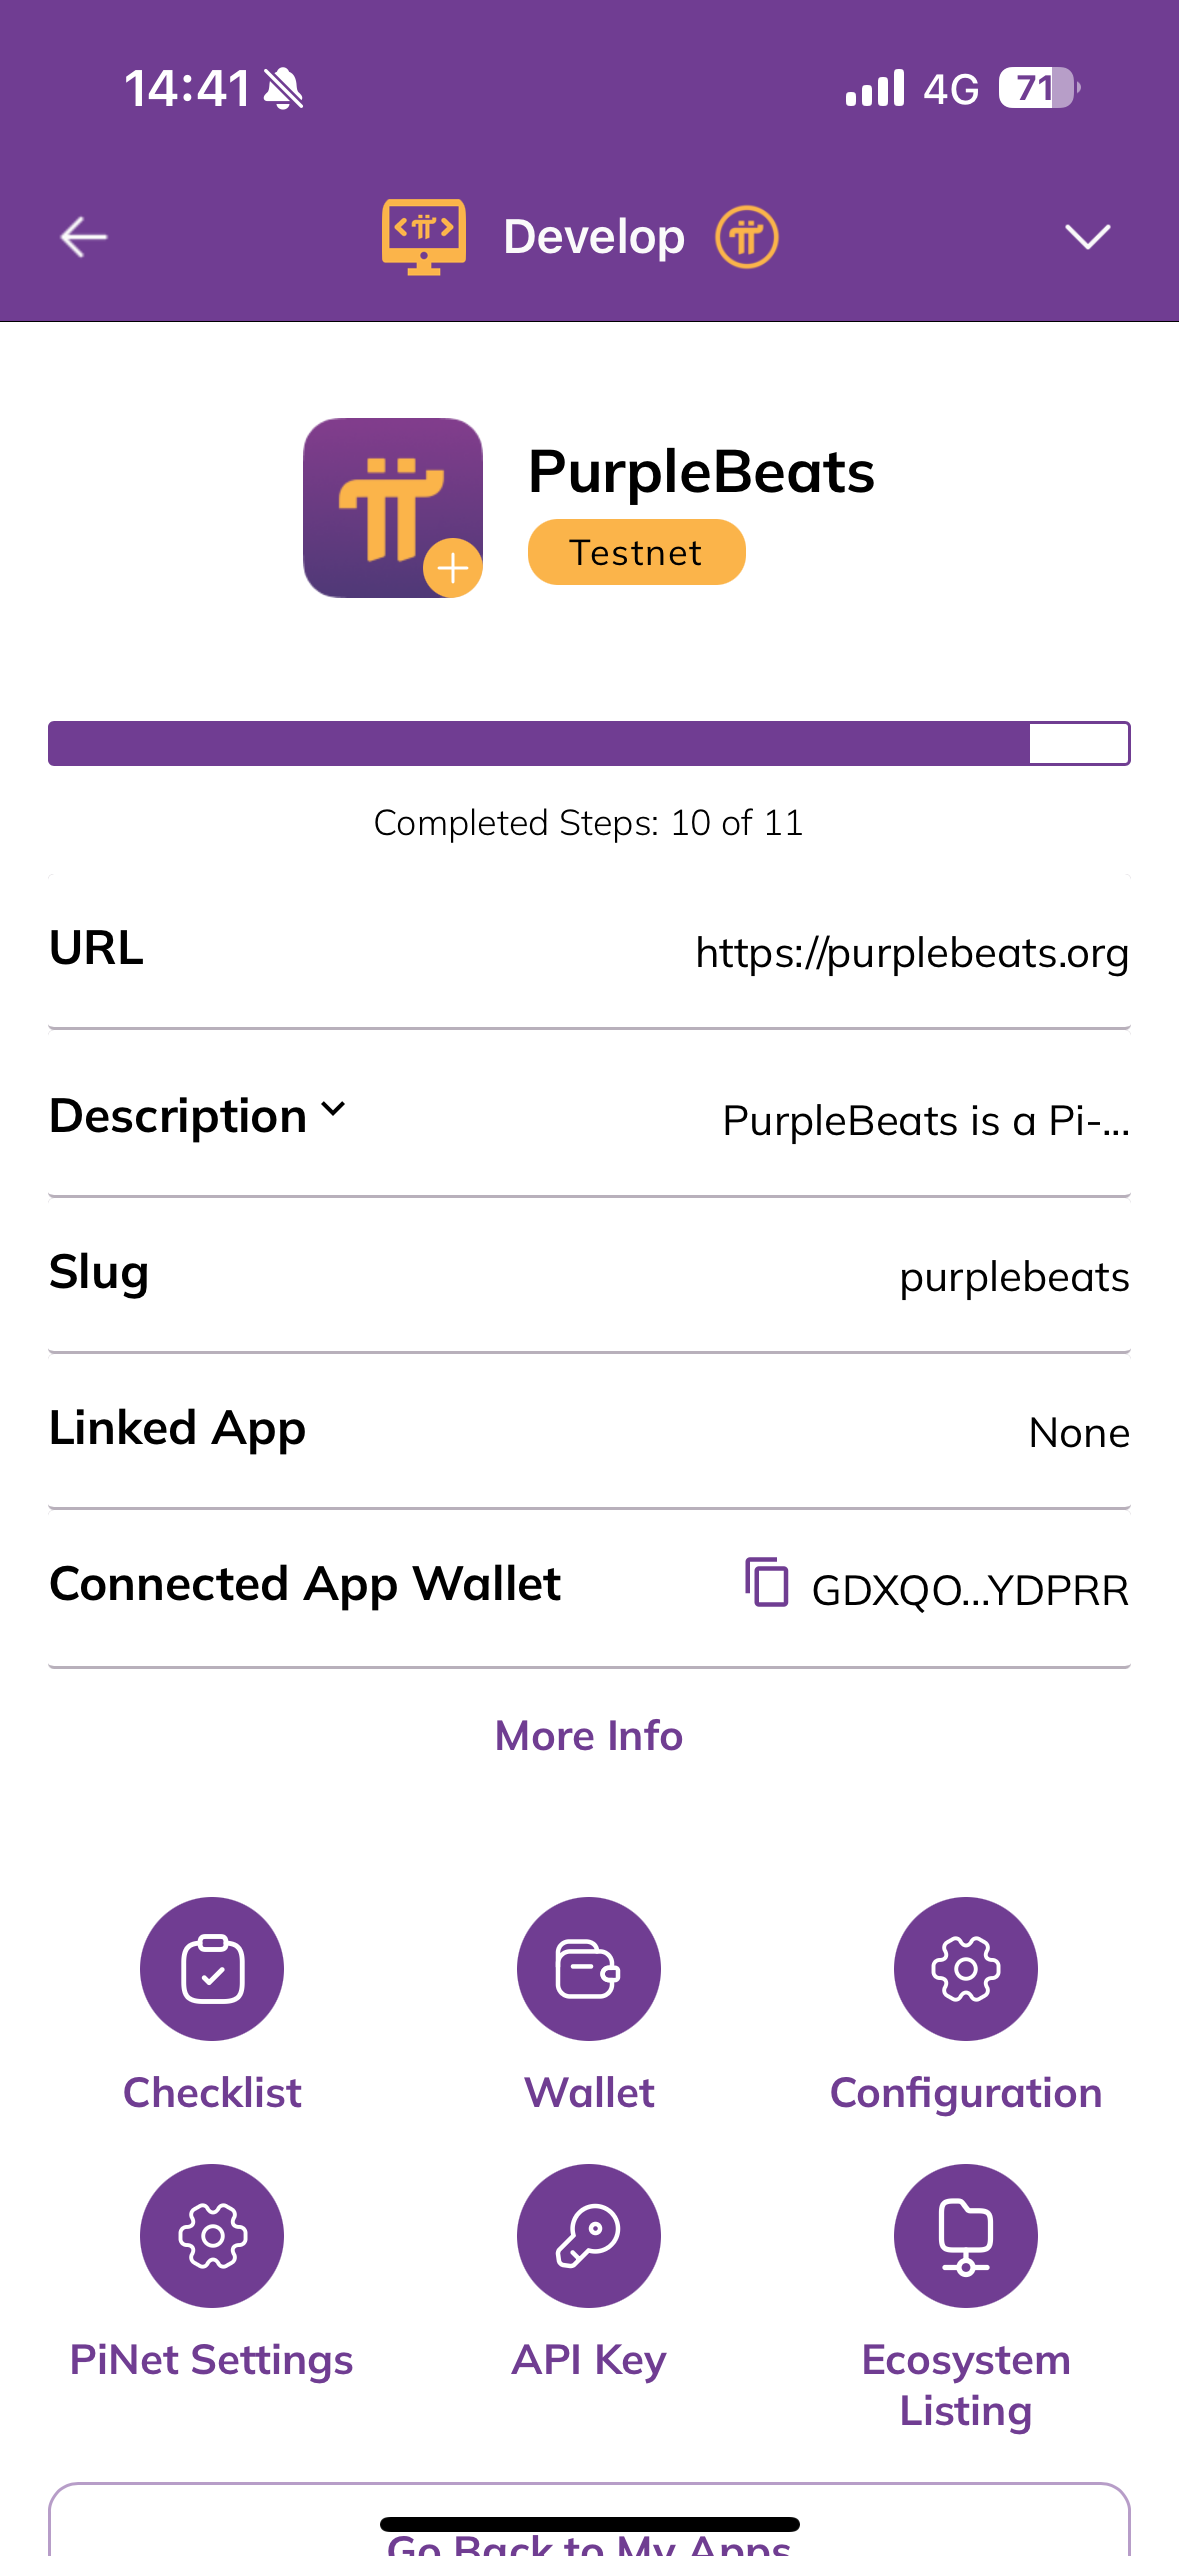 14:41
4G
71
Develop
PurpleBeats
Testnet
Completed Steps: 10 of 11
URL
https://purplebeats.org
Description
PurpleBeats is a Pi-...
Slug
purplebeats
Linked App
None
Connected App Wallet
GDXQO...YDPRR
More Info
Checklist
Wallet
Configuration
PiNet Settings
API Key
Ecosystem
Listing
Go Back to My Apps